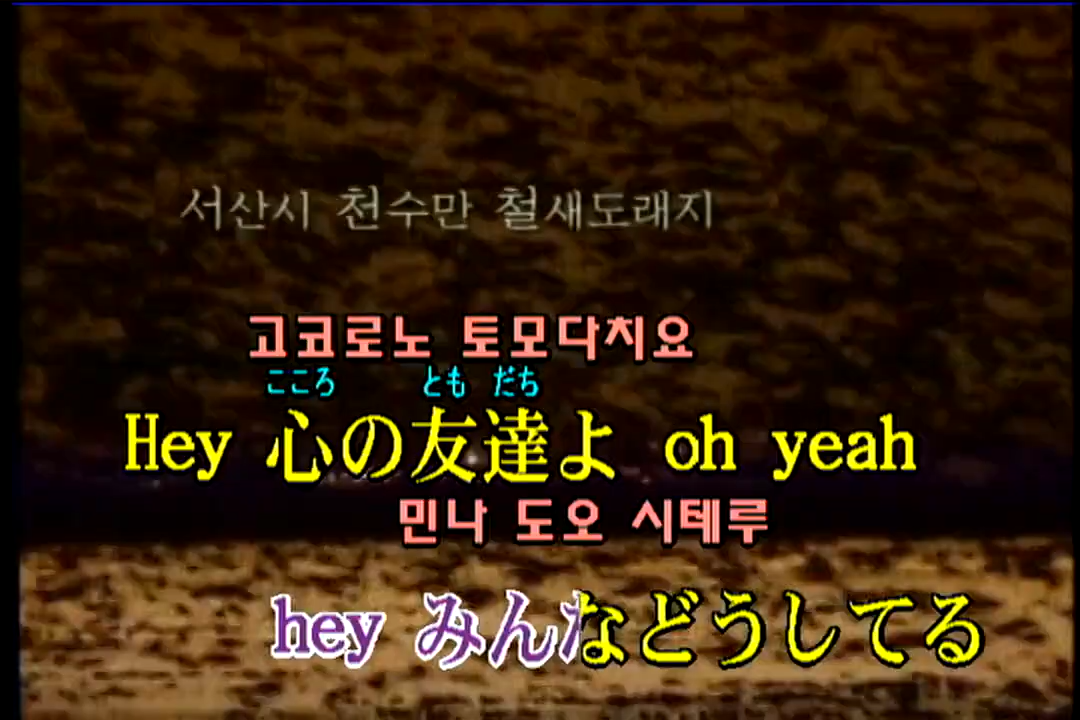 서산시 천수만 철새도래지
고코로노 토모다치요
こころ とも だち
Hey 心の友達よ oh yeah
민나 도오 시테루
hey みんなどうしてる